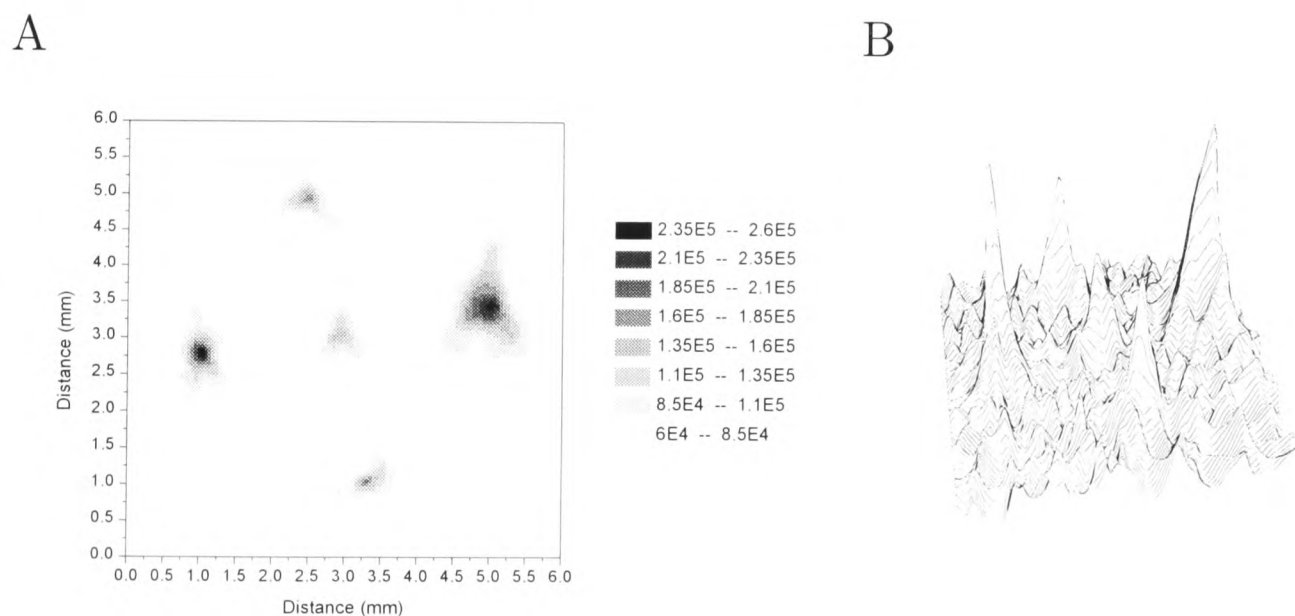 A
B
6.0
5.5
5.0
4.5
4.0
3.5
3.0
2.5
2.0
1.5
1.0
0.5
0.0
Distance (mm)
0.0 0.5 1.0 1.5 2.0 2.5 3.0 3.5 4.0 4.5 5.0 5.5 6.0
Distance (mm)
2.35E5 -- 2.6E5
2.1E5 -- 2.35E5
1.85E5 -- 2.1E5
1.6E5 -- 1.85E5
1.35E5 -- 1.6E5
1.1E5 -- 1.35E5
8.5E4 -- 1.1E5
6E4 -- 8.5E4